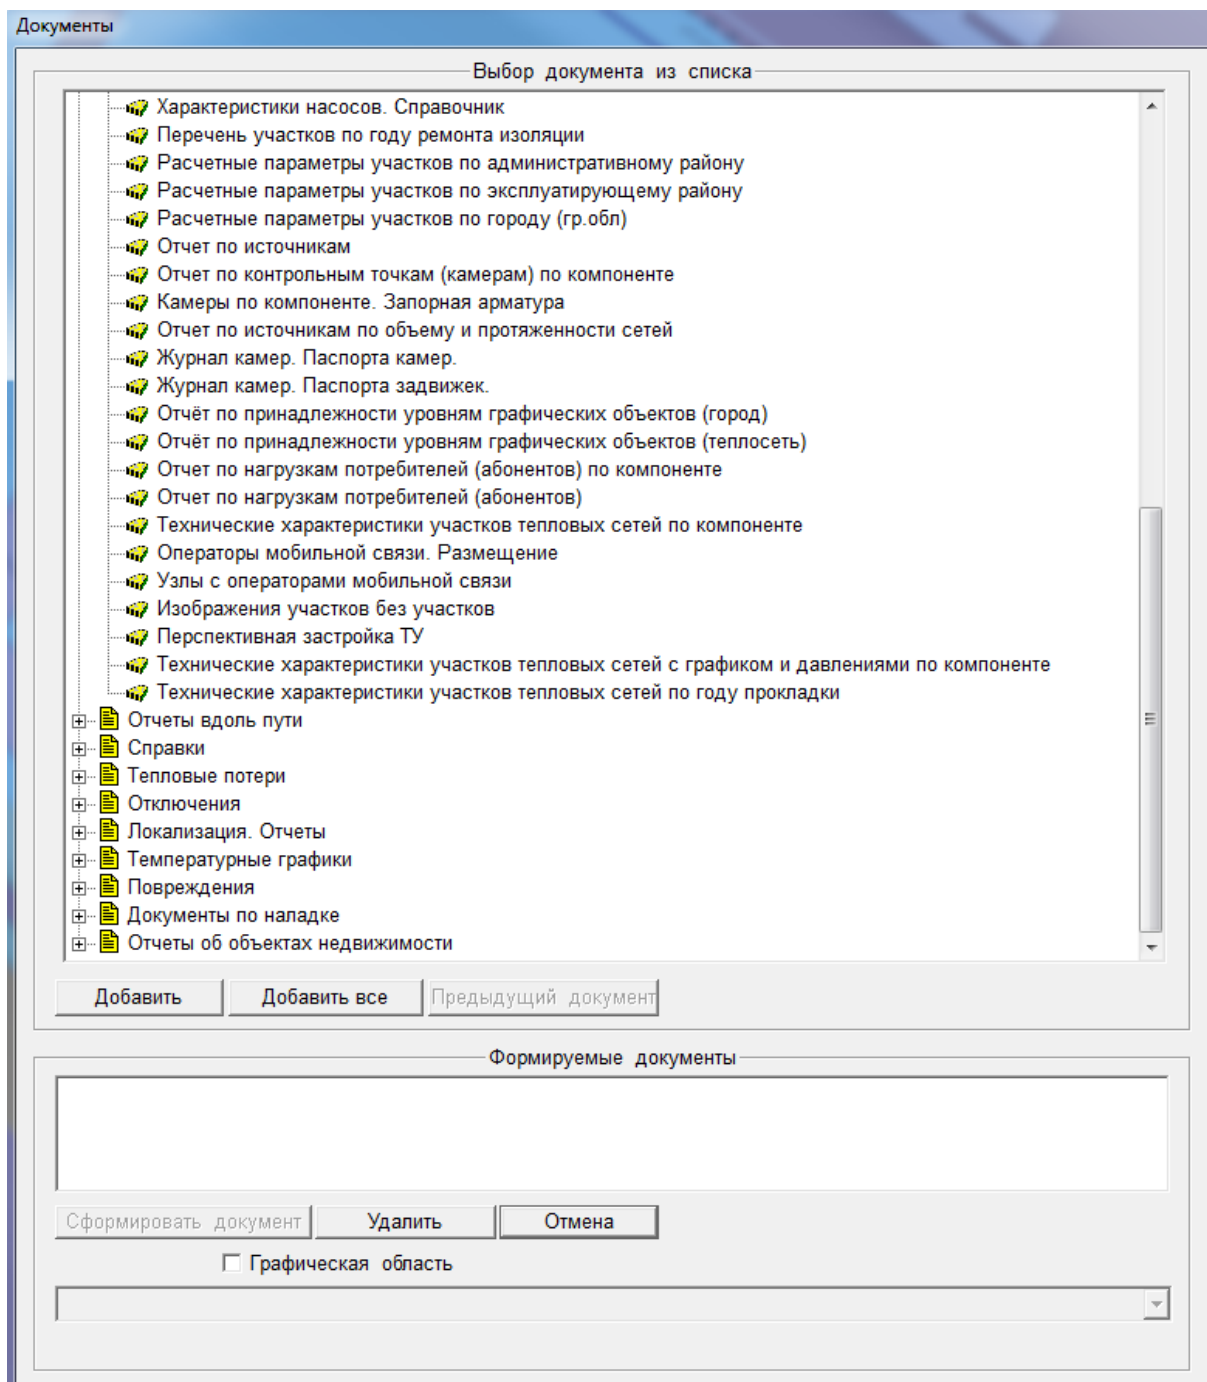 Документы
Выбор документа из списка
Характеристики насосов. Справочник
Перечень участков по году ремонта изоляции
Расчетные параметры участков по административному району
Расчетные параметры участков по эксплуатирующему району
Расчетные параметры участков по городу (гр.обл)
Отчет по источникам
Отчет по контрольным точкам (камерам) по компоненте
Камеры по компоненте. Запорная арматура
Отчет по источникам по объему и протяженности сетей
Журнал камер. Паспорта камер.
Журнал камер. Паспорта задвижек.
Отчёт по принадлежности уровням графических объектов (город)
Отчёт по принадлежности уровням графических объектов (теплосеть)
Отчет по нагрузкам потребителей (абонентов) по компоненте
Отчет по нагрузкам потребителей (абонентов)
Технические характеристики участков тепловых сетей по компоненте
Операторы мобильной связи. Размещение
Узлы с операторами мобильной связи
Изображения участков без участков
Перспективная застройка ТУ
Технические характеристики участков тепловых сетей с графиком и давлениями по компоненте
Технические характеристики участков тепловых сетей по году прокладки
Отчеты вдоль пути
Справки
Тепловые потери
Отключения
Локализация. Отчеты
Температурные графики
Повреждения
Документы по наладке
Отчеты об объектах недвижимости
Добавить Добавить все Предыдущий документ
Формируемые документы
Сформировать документ Удалить Отмена
Графическая область